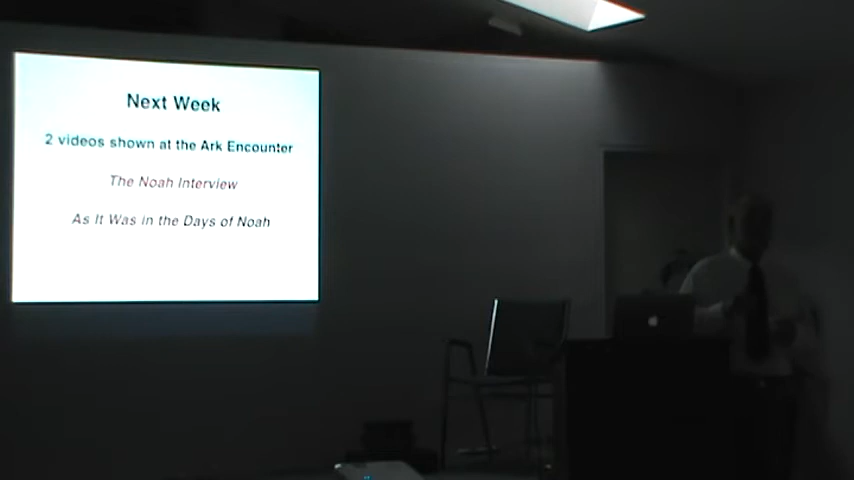 Next Week
2 videos shown at the Ark Encounter
The Noah Interview
As It Was in the Days of Noah